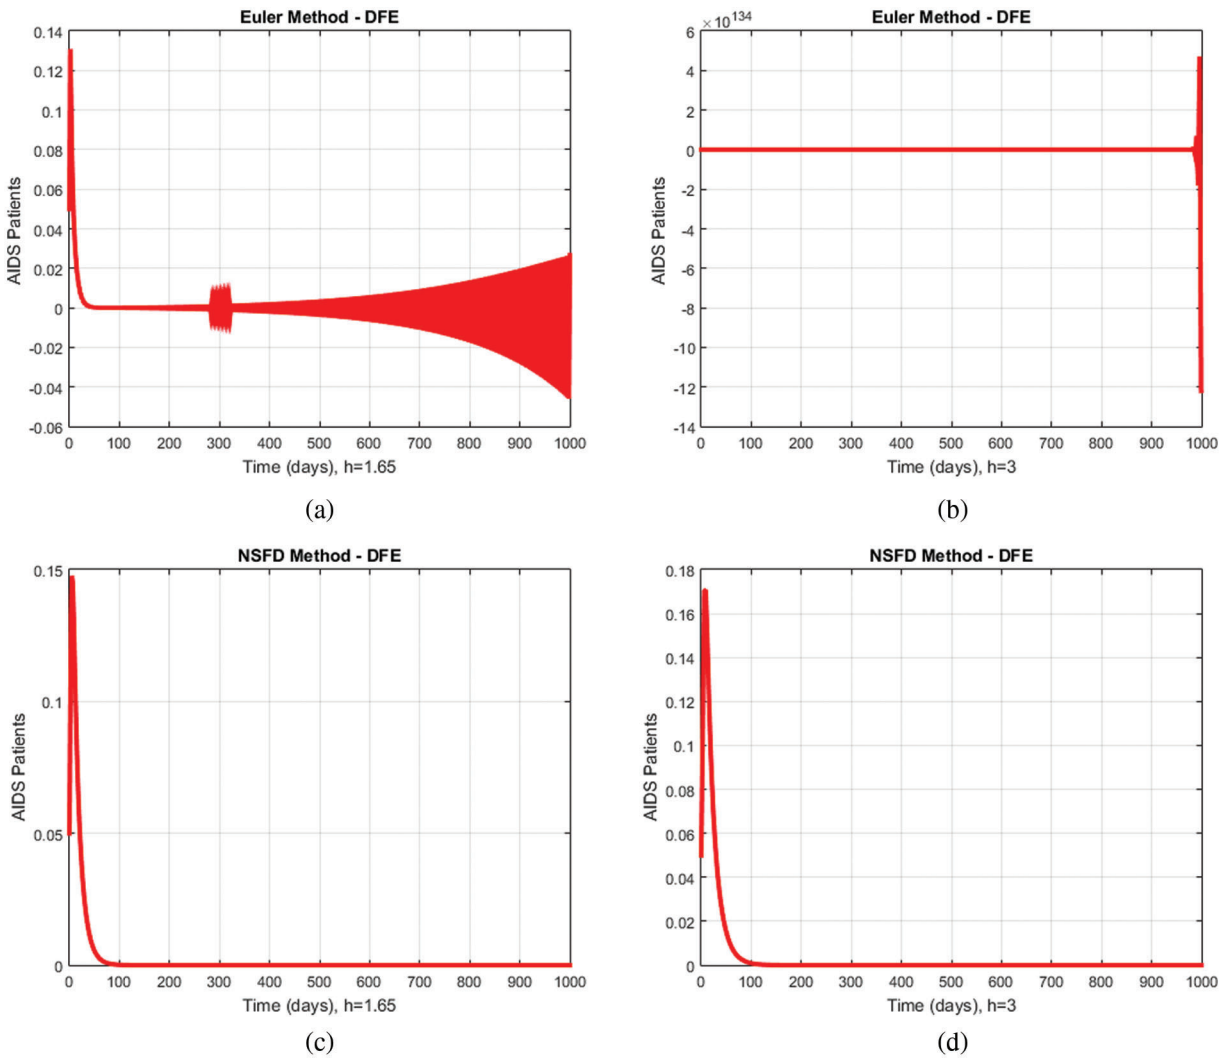 Euler Method - DFE
0.14
0.12
0.1
0.08
0.06
0.04
0.02
0
-0.02
-0.04
-0.06
AIDS Patients
0 100 200 300 400 500 600 700 800 900 1000
Time (days), h=1.65
(a)
Euler Method - DFE
×10^134
6
4
2
0
-2
-4
-6
-8
-10
-12
-14
AIDS Patients
0 100 200 300 400 500 600 700 800 900 1000
Time (days), h=3
(b)
NSFD Method - DFE
0.15
0.1
0.05
0
AIDS Patients
0 100 200 300 400 500 600 700 800 900 1000
Time (days), h=1.65
(c)
NSFD Method - DFE
0.18
0.16
0.14
0.12
0.1
0.08
0.06
0.04
0.02
0
AIDS Patients
0 100 200 300 400 500 600 700 800 900 1000
Time (days), h=3
(d)